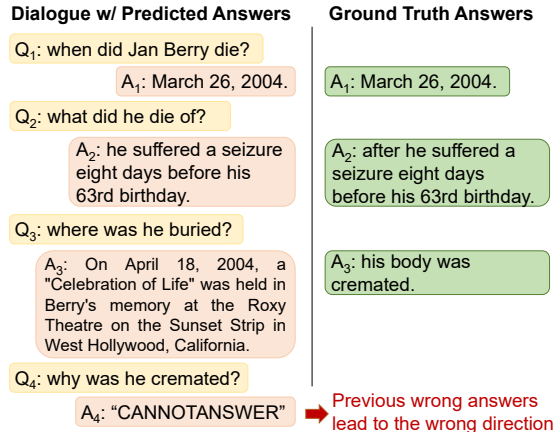 Dialogue w/ Predicted Answers
Ground Truth Answers
Q1: when did Jan Berry die?
A1: March 26, 2004.
A1: March 26, 2004.
Q2: what did he die of?
A2: he suffered a
seizure eight days
before his 63rd
birthday.
A2: after he suffered a
seizure eight days
before his 63rd birthday.
Q3: where was he buried?
A3: On April 18, 2004, a
"Celebration of Life" was held in
Berry's memory at the Roxy
Theatre on the Sunset Strip in
West Hollywood, California.
A3: his body was
cremated.
Q4: why was he cremated?
A4: “CANNOTANSWER”
Previous wrong answers
lead to the wrong direction